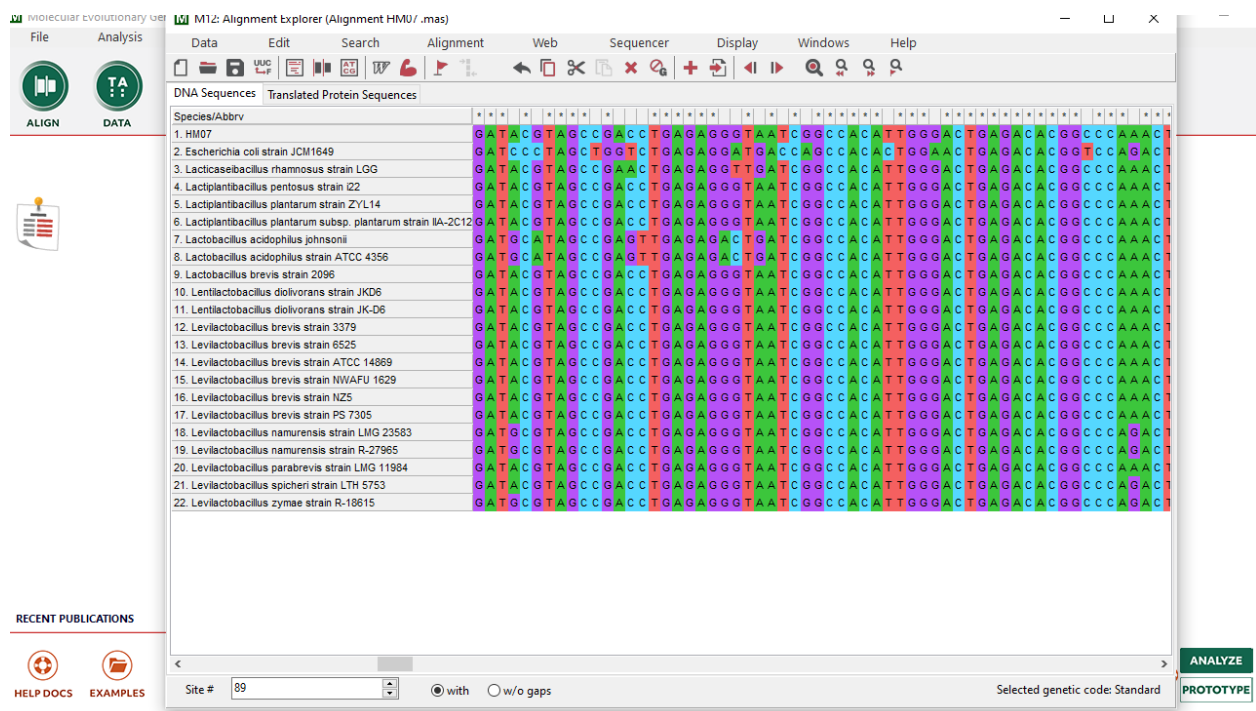 Molecular Evolutionary Ge
M12: Alignment Explorer (Alignment HM07 .mas)
File Analysis
Data Edit Search Alignment Web Sequencer Display Windows Help
TA
ALIGN DATA
DNA Sequences Translated Protein Sequences
Species/Abbrv
1. HM07 G A T A C G T A G C C G A C C T G A G A G G G T A A T C G G C C A C A T T G G G A C T G A G A C A C G G C C C A A A C T
2. Escherichia coli strain JCM1649 G A T C C C T A G C T G G T C T G A G A G G A T G A C C A G C C A C A C T G G A A C T G A G A C A C G G T C C A G A C T
3. Lacticaseibacillus rhamnosus strain LGG G A T A C G T A G C C G A A C T G A G A G G T T G A T C G G C C A C A T T G G G A C T G A G A C A C G G C C C A A A C T
4. Lactiplantibacillus pentosus strain i22 G A T A C G T A G C C G A C C T G A G A G G G T A A T C G G C C A C A T T G G G A C T G A G A C A C G G C C C A A A C T
5. Lactiplantibacillus plantarum strain ZYL14 G A T A C G T A G C C G A C C T G A G A G G G T A A T C G G C C A C A T T G G G A C T G A G A C A C G G C C C A A A C T
6. Lactiplantibacillus plantarum subsp. plantarum strain IIA-2C12 G A T A C G T A G C C G A C C T G A G A G G G T A A T C G G C C A C A T T G G G A C T G A G A C A C G G C C C A A A C T
7. Lactobacillus acidophilus johnsonii G A T G C A T A G C C G A G T T G A G A G A C T G A T C G G C C A C A T T G G G A C T G A G A C A C G G C C C A A A C T
8. Lactobacillus acidophilus strain ATCC 4356 G A T G C A T A G C C G A G T T G A G A G A C T G A T C G G C C A C A T T G G G A C T G A G A C A C G G C C C A A A C T
9. Lactobacillus brevis strain 2096 G A T A C G T A G C C G A C C T G A G A G G G T A A T C G G C C A C A T T G G G A C T G A G A C A C G G C C C A A A C T
10. Lentilactobacillus diolivorans strain JKD6 G A T A C G T A G C C G A C C T G A G A G G G T A A T C G G C C A C A T T G G G A C T G A G A C A C G G C C C A A A C T
11. Lentilactobacillus diolivorans strain JK-D6 G A T A C G T A G C C G A C C T G A G A G G G T A A T C G G C C A C A T T G G G A C T G A G A C A C G G C C C A A A C T
12. Levilactobacillus brevis strain 3379 G A T A C G T A G C C G A C C T G A G A G G G T A A T C G G C C A C A T T G G G A C T G A G A C A C G G C C C A A A C T
13. Levilactobacillus brevis strain 6525 G A T A C G T A G C C G A C C T G A G A G G G T A A T C G G C C A C A T T G G G A C T G A G A C A C G G C C C A A A C T
14. Levilactobacillus brevis strain ATCC 14869 G A T A C G T A G C C G A C C T G A G A G G G T A A T C G G C C A C A T T G G G A C T G A G A C A C G G C C C A A A C T
15. Levilactobacillus brevis strain NWAFU 1629 G A T A C G T A G C C G A C C T G A G A G G G T A A T C G G C C A C A T T G G G A C T G A G A C A C G G C C C A A A C T
16. Levilactobacillus brevis strain NZ5 G A T A C G T A G C C G A C C T G A G A G G G T A A T C G G C C A C A T T G G G A C T G A G A C A C G G C C C A A A C T
17. Levilactobacillus brevis strain PS 7305 G A T A C G T A G C C G A C C T G A G A G G G T A A T C G G C C A C A T T G G G A C T G A G A C A C G G C C C A A A C T
18. Levilactobacillus namurensis strain LMG 23583 G A T G C G T A G C C G A C C T G A G A G G G T A A T C G G C C A C A T T G G G A C T G A G A C A C G G C C C A G A C T
19. Levilactobacillus namurensis strain R-27965 G A T G C G T A G C C G A C C T G A G A G G G T A A T C G G C C A C A T T G G G A C T G A G A C A C G G C C C A G A C T
20. Levilactobacillus parabrevis strain LMG 11984 G A T A C G T A G C C G A C C T G A G A G G G T A A T C G G C C A C A T T G G G A C T G A G A C A C G G C C C A A A C T
21. Levilactobacillus spicheri strain LTH 5753 G A T A C G T A G C C G A C C T G A G A G G G T A A T C G G C C A C A T T G G G A C T G A G A C A C G G C C C A G A C T
22. Levilactobacillus zymae strain R-18615 G A T G C G T A G C C G A C C T G A G A G G G T A A T C G G C C A C A T T G G G A C T G A G A C A C G G C C C A G A C T
RECENT PUBLICATIONS
HELP DOCS EXAMPLES
Site # 89 with w/o gaps Selected genetic code: Standard
ANALYZE
PROTOTYPE